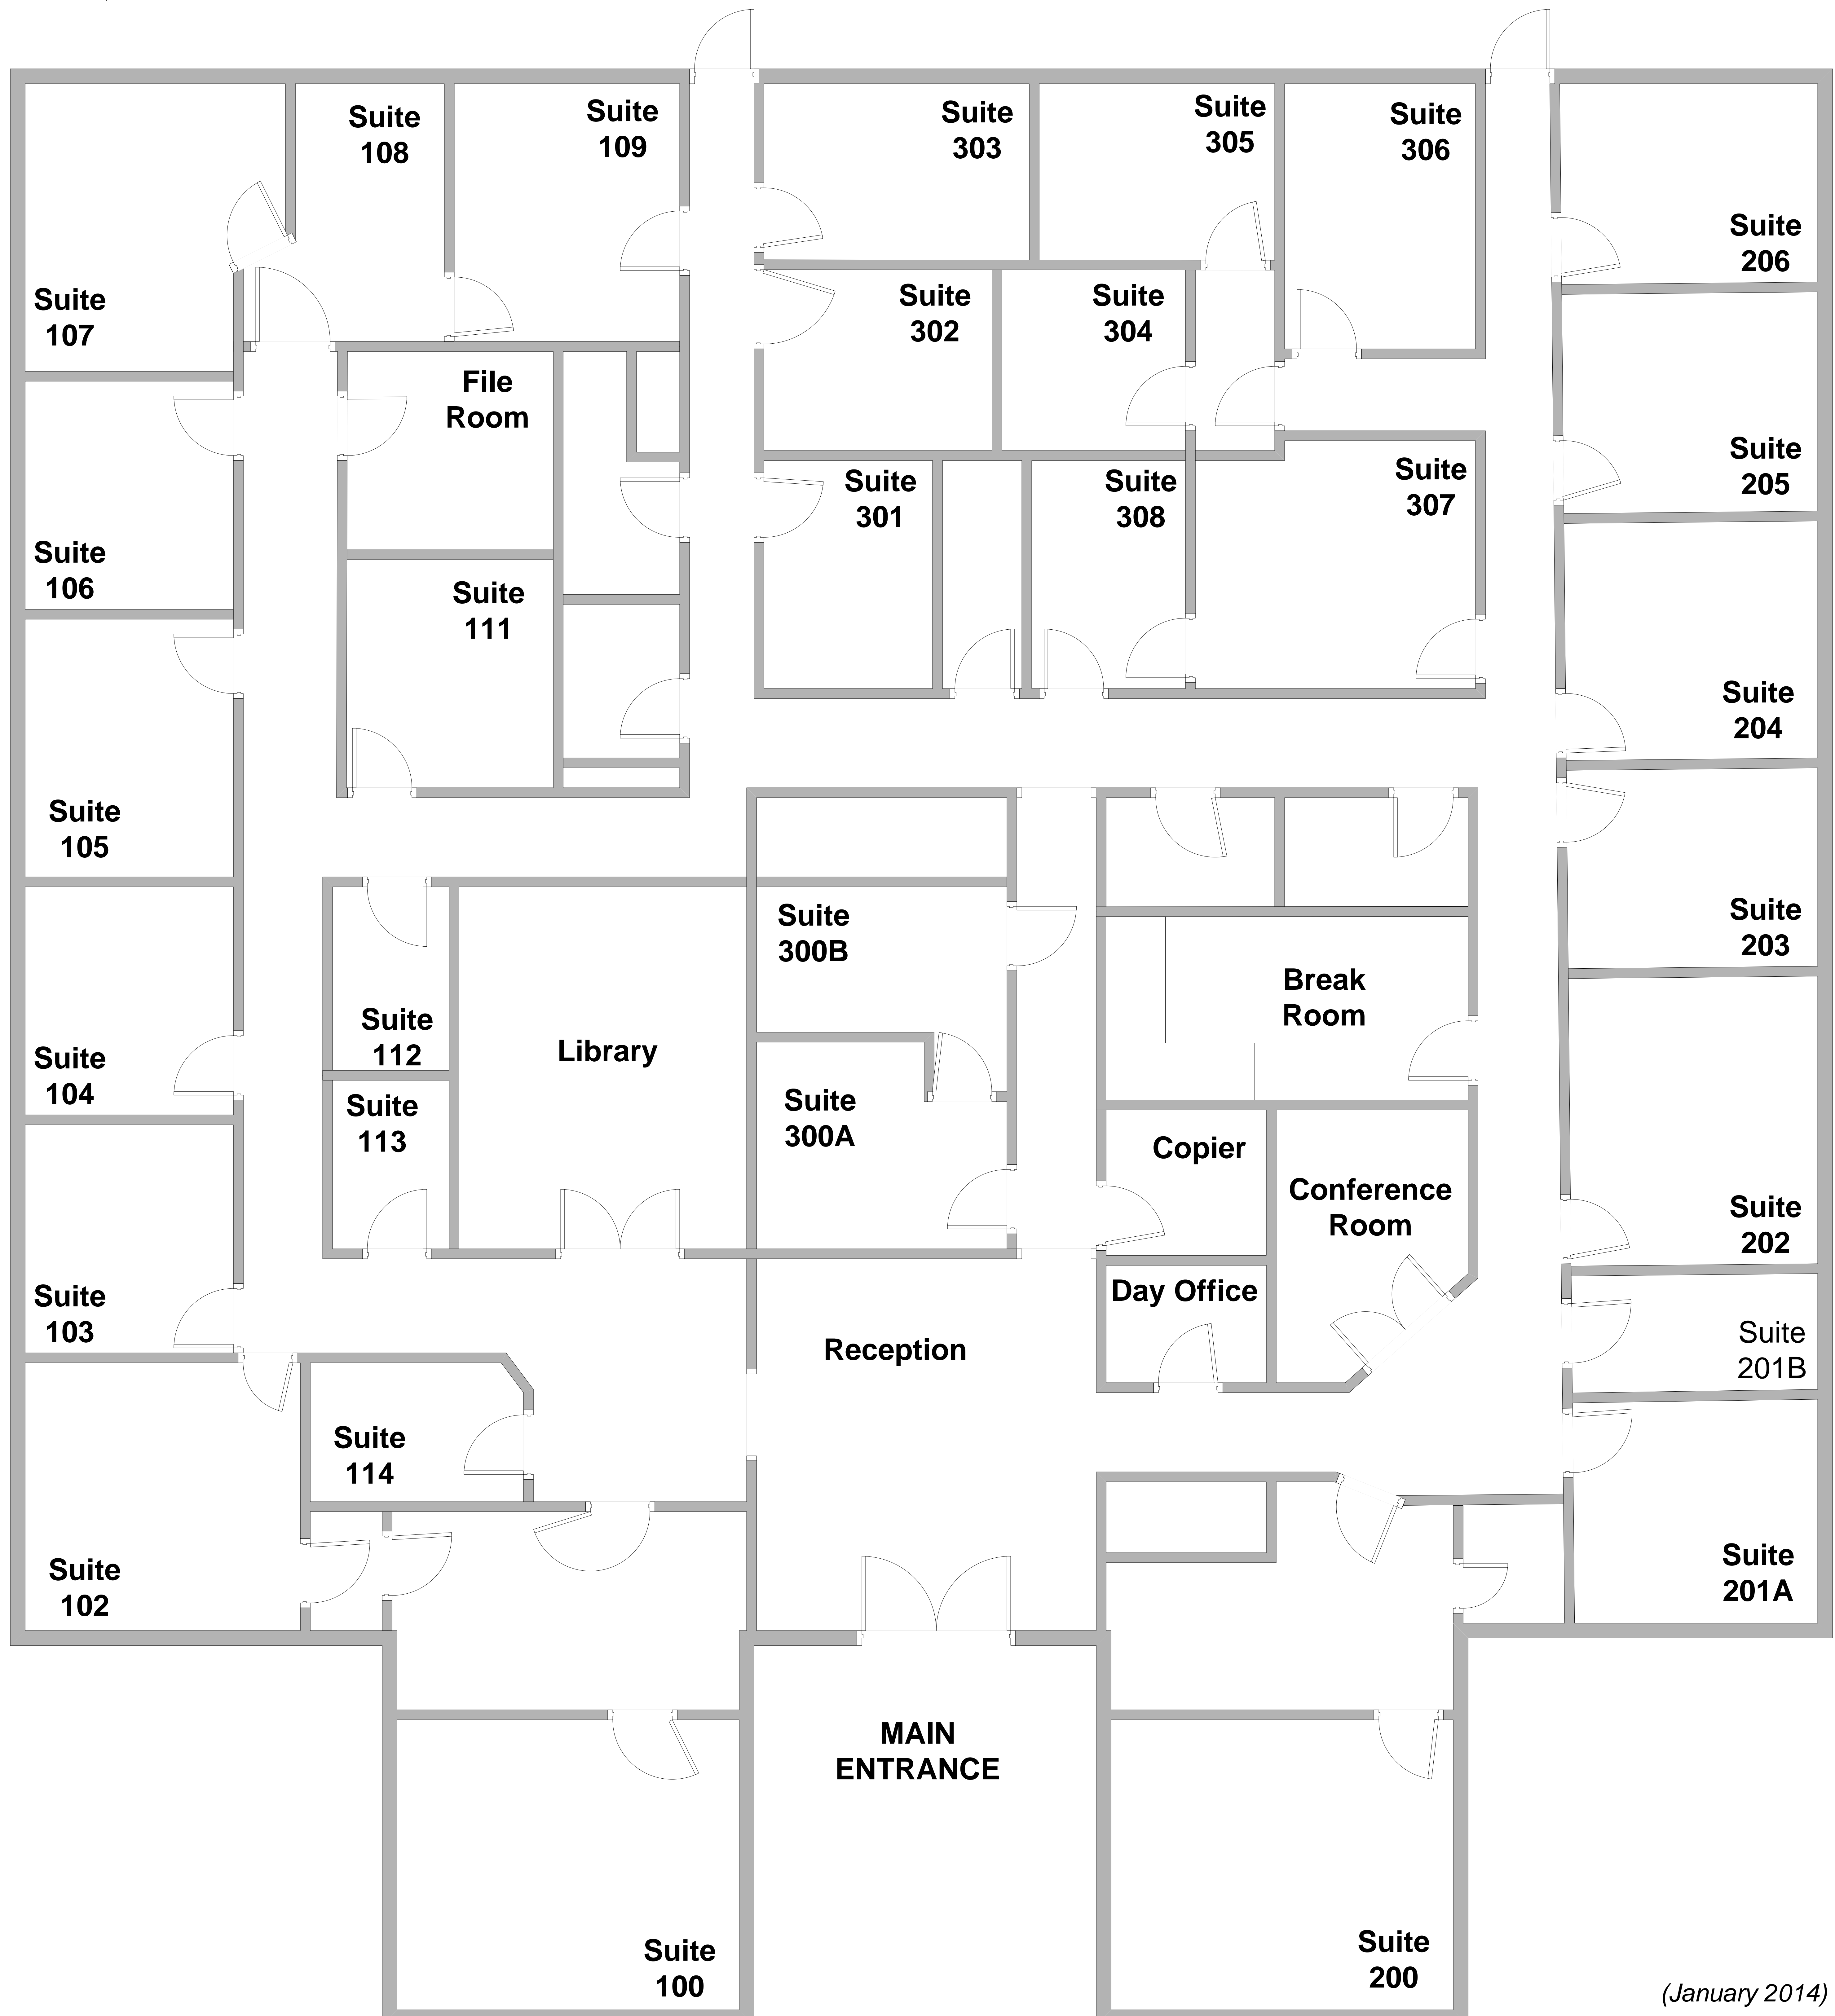 Suite
108
Suite
109
Suite
303
Suite
305
Suite
306
Suite
206
Suite
107
Suite
302
Suite
304
File
Room
Suite
301
Suite
308
Suite
307
Suite
205
Suite
106
Suite
111
Suite
204
Suite
105
Suite
300B
Suite
203
Break
Room
Suite
112
Library
Suite
104
Suite
113
Suite
300A
Copier
Conference
Room
Suite
202
Day Office
Suite
103
Reception
Suite
201B
Suite
114
Suite
102
Suite
201A
MAIN
ENTRANCE
Suite
100
Suite
200
(January 2014)